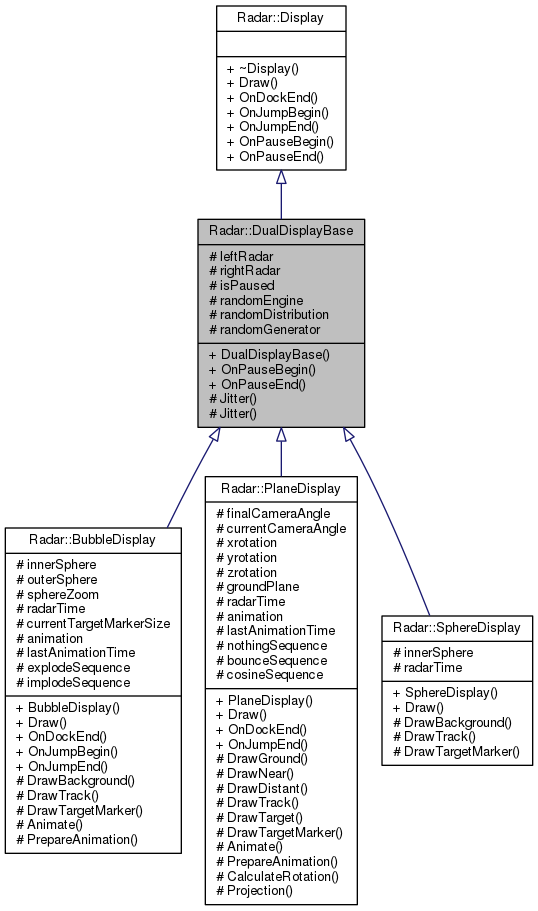 Radar::Display
+ ~Display()
+ Draw()
+ OnDockEnd()
+ OnJumpBegin()
+ OnJumpEnd()
+ OnPauseBegin()
+ OnPauseEnd()
Radar::DualDisplayBase
# leftRadar
# rightRadar
# isPaused
# randomEngine
# randomDistribution
# randomGenerator
+ DualDisplayBase()
+ OnPauseBegin()
+ OnPauseEnd()
# Jitter()
# Jitter()
Radar::BubbleDisplay
# innerSphere
# outerSphere
# sphereZoom
# radarTime
# currentTargetMarkerSize
# animation
# lastAnimationTime
# explodeSequence
# implodeSequence
+ BubbleDisplay()
+ Draw()
+ OnDockEnd()
+ OnJumpBegin()
+ OnJumpEnd()
# DrawBackground()
# DrawTrack()
# DrawTargetMarker()
# Animate()
# PrepareAnimation()
Radar::PlaneDisplay
# finalCameraAngle
# currentCameraAngle
# xrotation
# yrotation
# zrotation
# groundPlane
# radarTime
# animation
# lastAnimationTime
# nothingSequence
# bounceSequence
# cosineSequence
+ PlaneDisplay()
+ Draw()
+ OnDockEnd()
+ OnJumpEnd()
# DrawGround()
# DrawNear()
# DrawDistant()
# DrawTrack()
# DrawTarget()
# DrawTargetMarker()
# Animate()
# PrepareAnimation()
# CalculateRotation()
# Projection()
Radar::SphereDisplay
# innerSphere
# radarTime
+ SphereDisplay()
+ Draw()
# DrawBackground()
# DrawTrack()
# DrawTargetMarker()